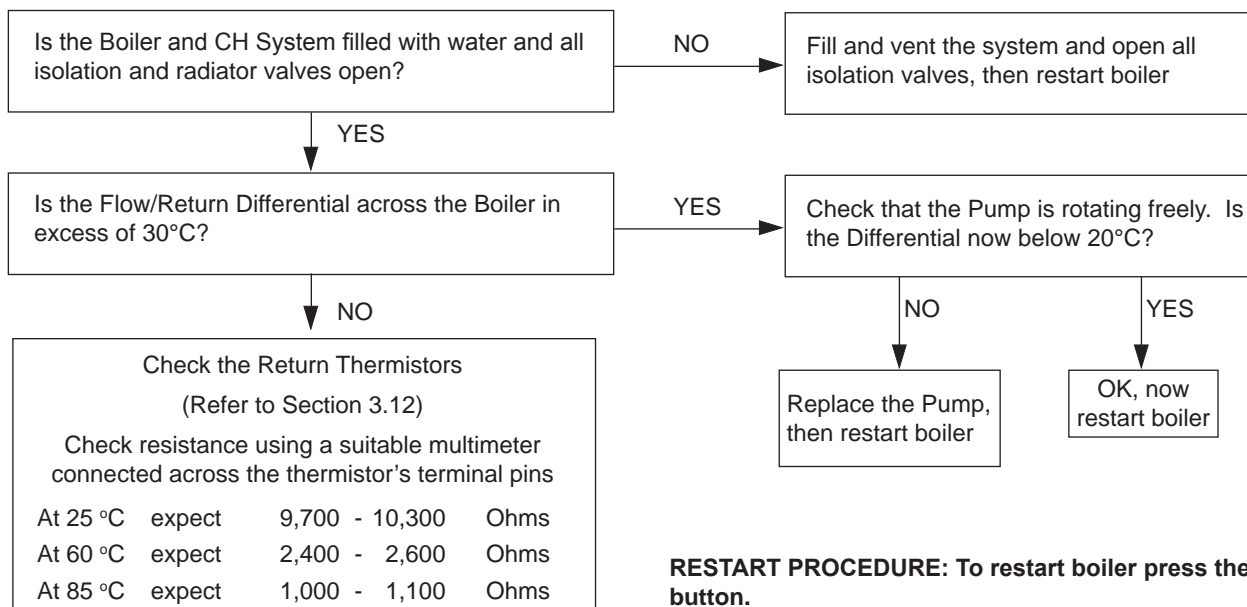 Is the Boiler and CH System filled with water and all
isolation and radiator valves open?
NO
Fill and vent the system and open all
isolation valves, then restart boiler
YES
Is the Flow/Return Differential across the Boiler in
excess of 30°C?
YES
Check that the Pump is rotating freely.  Is
the Differential now below 20°C?
NO
NO
YES
Check the Return Thermistors
(Refer to Section 3.12)
Check resistance using a suitable multimeter
connected across the thermistor's terminal pins
At 25 °C expect 9,700 - 10,300 Ohms
At 60 °C expect 2,400 - 2,600 Ohms
At 85 °C expect 1,000 - 1,100 Ohms
Replace the Pump,
then restart boiler
OK, now
restart boiler
RESTART PROCEDURE: To restart boiler press the
button.